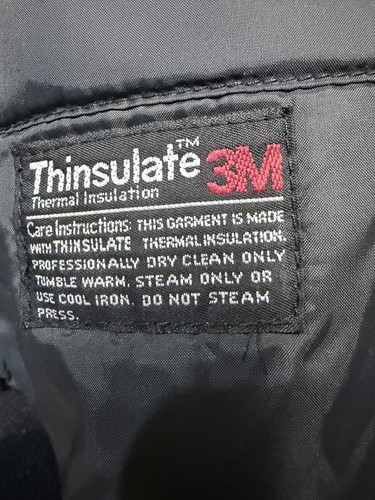 Thinsulate™ 3M
Thermal Insulation
Care Instructions: THIS GARMENT IS MADE
WITH THINSULATE THERMAL INSULATION.
PROFESSIONALLY DRY CLEAN ONLY
TUMBLE WARM. STEAM ONLY OR
USE COOL IRON. DO NOT STEAM
PRESS.